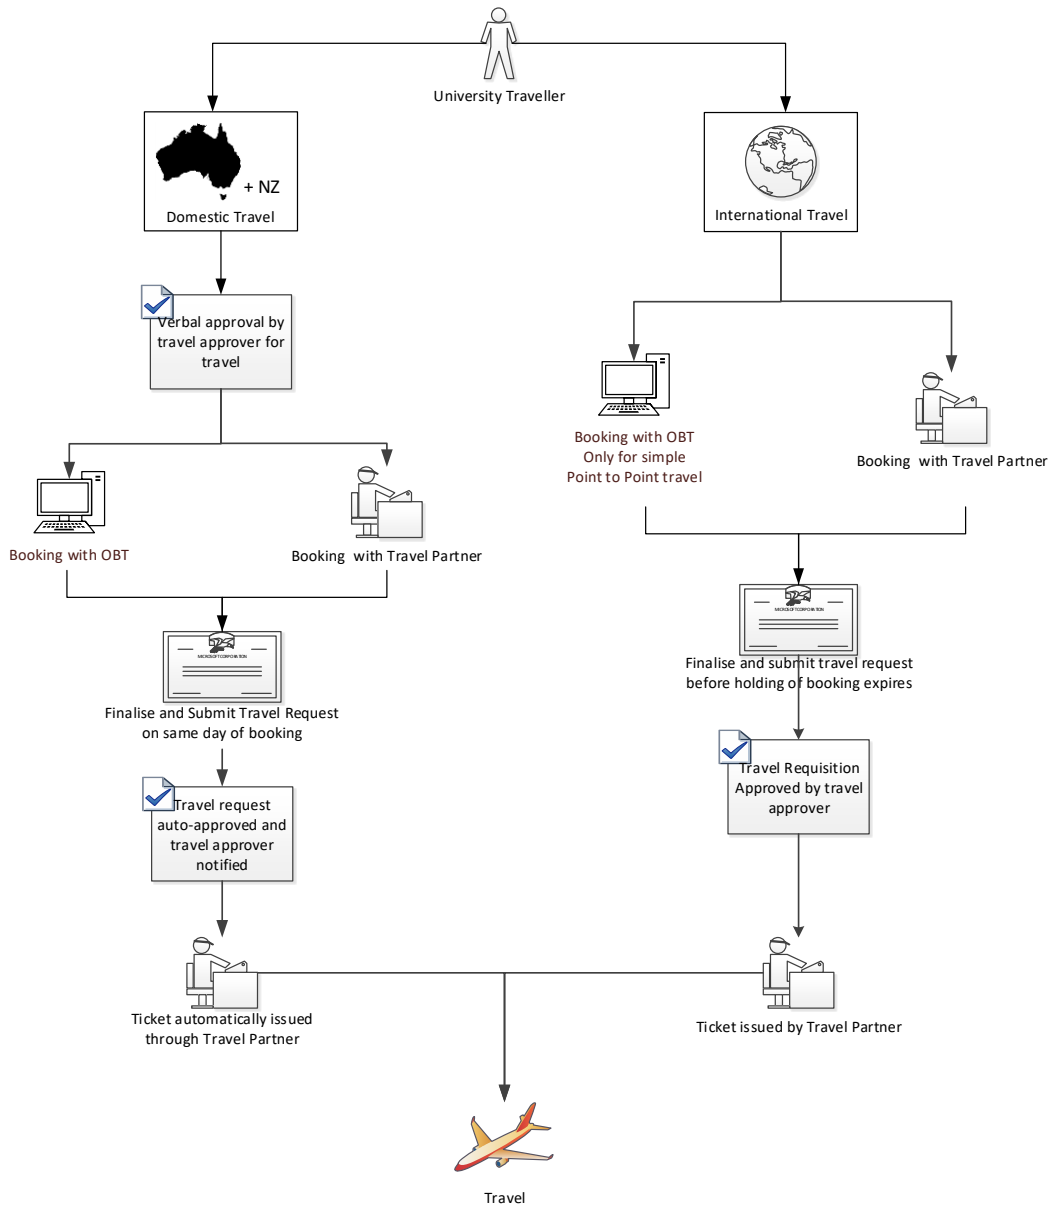 University Traveller
+ NZ
Domestic Travel
International Travel
Verbal approval by
travel approver for
travel
Booking with OBT
Only for simple
Point to Point travel
Booking  with Travel Partner
Booking with OBT
Booking  with Travel Partner
MICROSOFT CORPORATION
Finalise and submit travel request
before holding of booking expires
MICROSOFT CORPORATION
Finalise and Submit Travel Request
on same day of booking
Travel Requisition
Approved by travel
approver
Travel request
auto-approved and
travel approver
notified
Ticket automatically issued
through Travel Partner
Ticket issued by Travel Partner
Travel